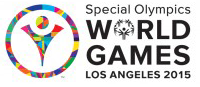 Special Olympics
WORLD
GAMES
LOS ANGELES 2015